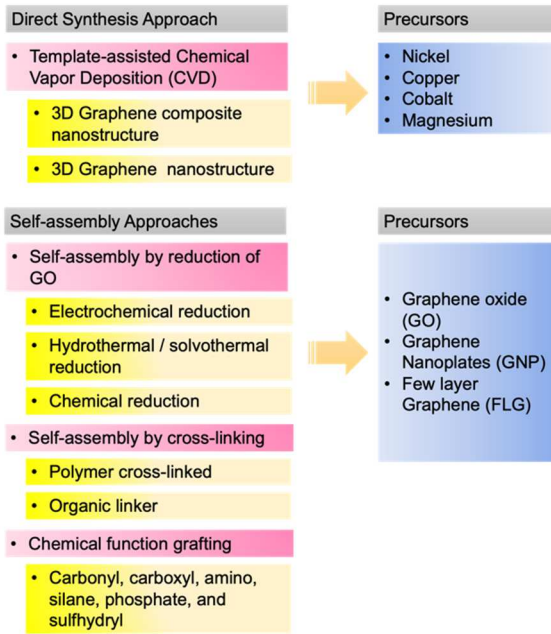 Direct Synthesis Approach
• Template-assisted Chemical
Vapor Deposition (CVD)
• 3D Graphene composite
nanostructure
• 3D Graphene nanostructure
Precursors
• Nickel
• Copper
• Cobalt
• Magnesium
Self-assembly Approaches
• Self-assembly by reduction of
GO
• Electrochemical reduction
• Hydrothermal / solvothermal
reduction
• Chemical reduction
• Self-assembly by cross-linking
• Polymer cross-linked
• Organic linker
• Chemical function grafting
• Carbonyl, carboxyl, amino,
silane, phosphate, and
sulfhydryl
Precursors
• Graphene oxide
(GO)
• Graphene
Nanoplates (GNP)
• Few layer
Graphene (FLG)